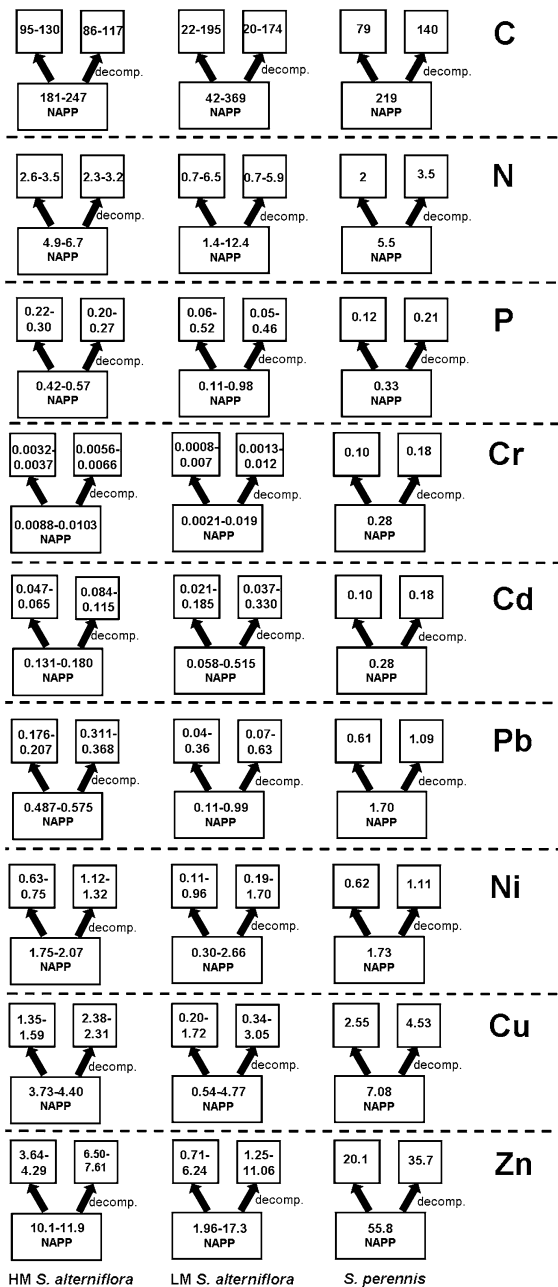 95-130 86-117 22-195 20-174 79 140 C
decomp. decomp. decomp.
181-247 42-369 219
NAPP NAPP NAPP
2.6-3.5 2.3-3.2 0.7-6.5 0.7-5.9 2 3.5 N
decomp. decomp. decomp.
4.9-6.7 1.4-12.4 5.5
NAPP NAPP NAPP
0.22- 0.20- 0.06- 0.05- 0.12 0.21 P
0.30 0.27 0.52 0.46
decomp. decomp. decomp.
0.42-0.57 0.11-0.98 0.33
NAPP NAPP NAPP
0.0032- 0.0056- 0.0008- 0.0013- 0.10 0.18 Cr
0.0037 0.0066 0.007 0.012
decomp. decomp. decomp.
0.0088-0.0103 0.0021-0.019 0.28
NAPP NAPP NAPP
0.047- 0.084- 0.021- 0.037- 0.10 0.18 Cd
0.065 0.115 0.185 0.330
decomp. decomp. decomp.
0.131-0.180 0.058-0.515 0.28
NAPP NAPP NAPP
0.176- 0.311- 0.04- 0.07- 0.61 1.09 Pb
0.207 0.368 0.36 0.63
decomp. decomp. decomp.
0.487-0.575 0.11-0.99 1.70
NAPP NAPP NAPP
0.63- 1.12- 0.11- 0.19- 0.62 1.11 Ni
0.75 1.32 0.96 1.70
decomp. decomp. decomp.
1.75-2.07 0.30-2.66 1.73
NAPP NAPP NAPP
1.35- 2.38- 0.20- 0.34- 2.55 4.53 Cu
1.59 2.31 1.72 3.05
decomp. decomp. decomp.
3.73-4.40 0.54-4.77 7.08
NAPP NAPP NAPP
3.64- 6.50- 0.71- 1.25- 20.1 35.7 Zn
4.29 7.61 6.24 11.06
decomp. decomp. decomp.
10.1-11.9 1.96-17.3 55.8
NAPP NAPP NAPP
HM S. alterniflora LM S. alterniflora S. perennis